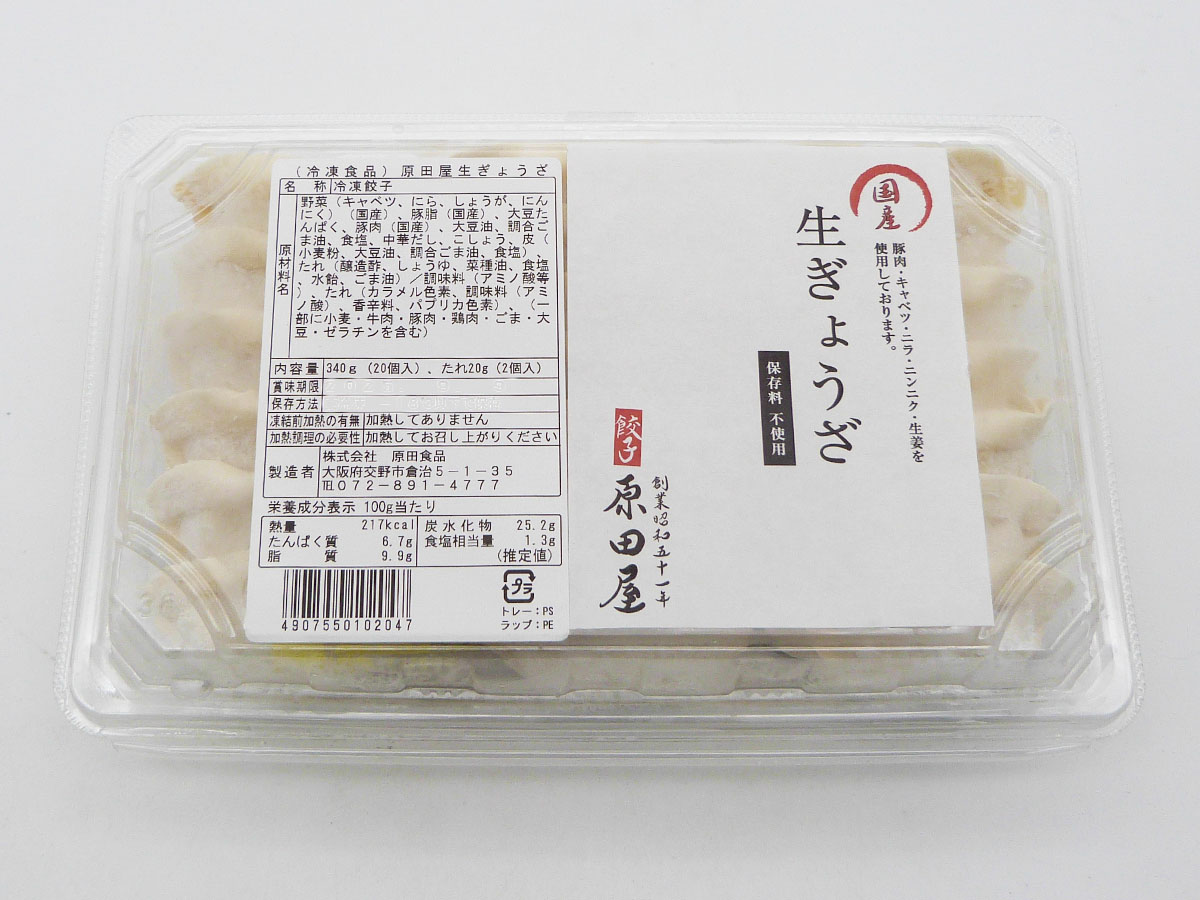 (冷凍食品) 原田屋生ぎょうざ
名 称 冷凍餃子
原材料名
野菜(キャベツ、にら、しょうが、にん
にく)(国産)、豚脂(国産)、大豆た
んぱく、豚肉(国産)、大豆油、調合ご
ま油、食塩、中華だし、こしょう、皮(
小麦粉、大豆油、調合ごま油、食塩)、
たれ(醸造酢、しょうゆ、菜種油、食塩
、水飴、ごま油)/調味料(アミノ酸等
)、たれ(カラメル色素、調味料(アミ
ノ酸)、香辛料、パプリカ色素)、(一
部に小麦・牛肉・豚肉・鶏肉・ごま・大
豆・ゼラチンを含む)
内容量 340g(20個入)、たれ20g(2個入)
賞味期限
保存方法
凍結前加熱の有無 加熱してありません
加熱調理の必要性 加熱してお召し上がりください
製造者
株式会社 原田食品
大阪府交野市倉治5-1-35
℡072-891-4777
栄養成分表示 100g当たり
熱量 217kcal 炭水化物 25.2g
たんぱく質 6.7g 食塩相当量 1.3g
脂 質 9.9g (推定値)
4907550102047
プラ
トレー:PS
ラップ:PE
国産
豚肉・キャベツ・ニラ・ニンニク・生姜を
使用しております。
生ぎょうざ
保存料 不使用
創業昭和五十一年
餃子
原田屋